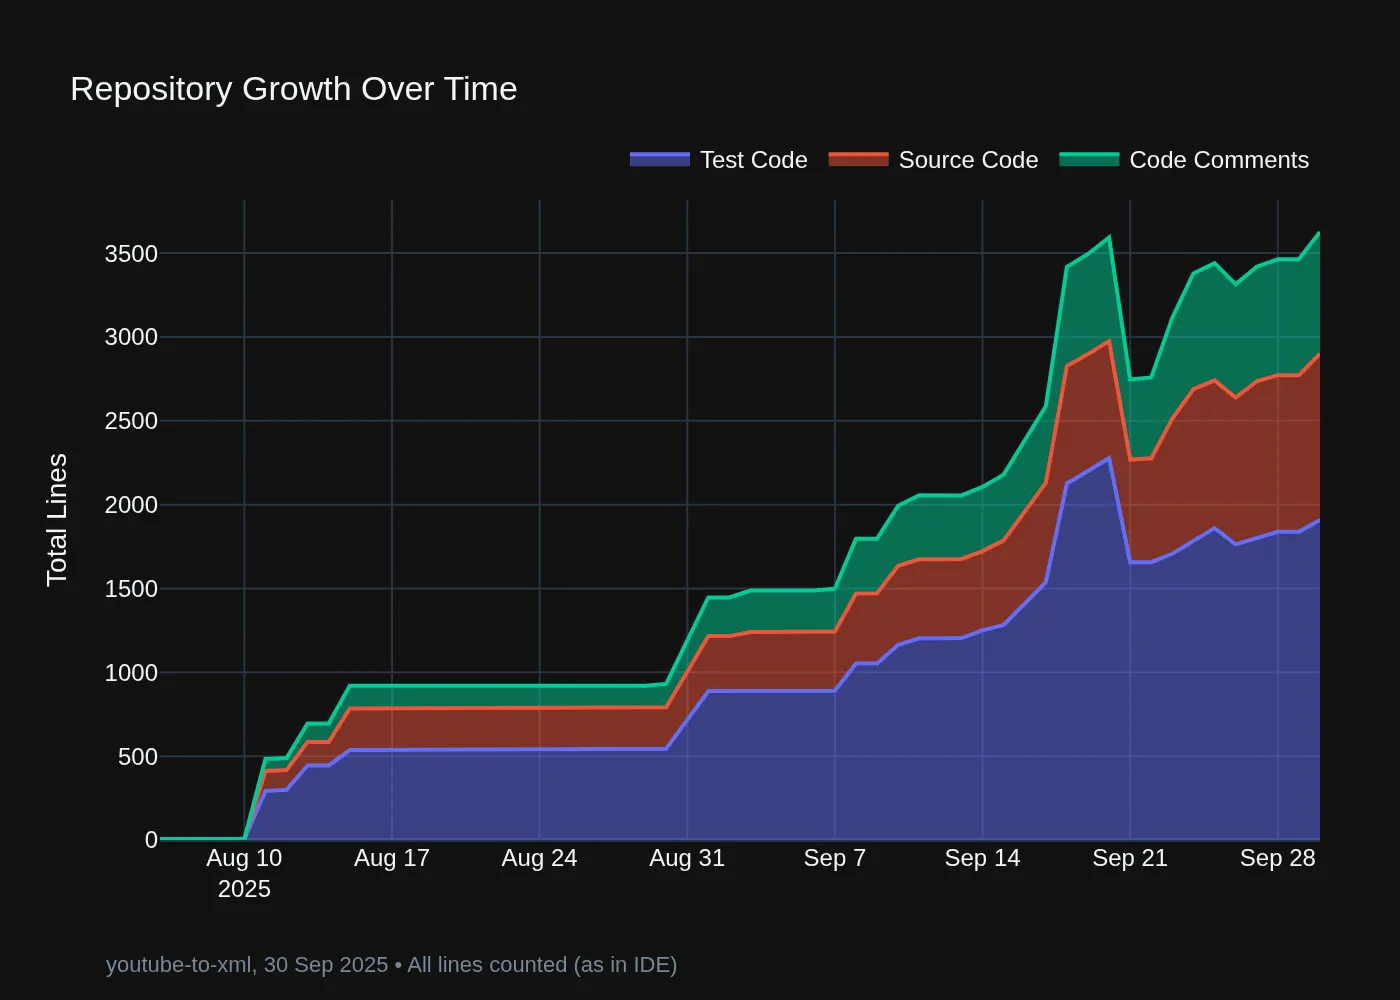 Repository Growth Over Time
Test Code Source Code Code Comments
Total Lines
3500
3000
2500
2000
1500
1000
500
0
Aug 10 Aug 17 Aug 24 Aug 31 Sep 7 Sep 14 Sep 21 Sep 28
2025
youtube-to-xml, 30 Sep 2025 • All lines counted (as in IDE)